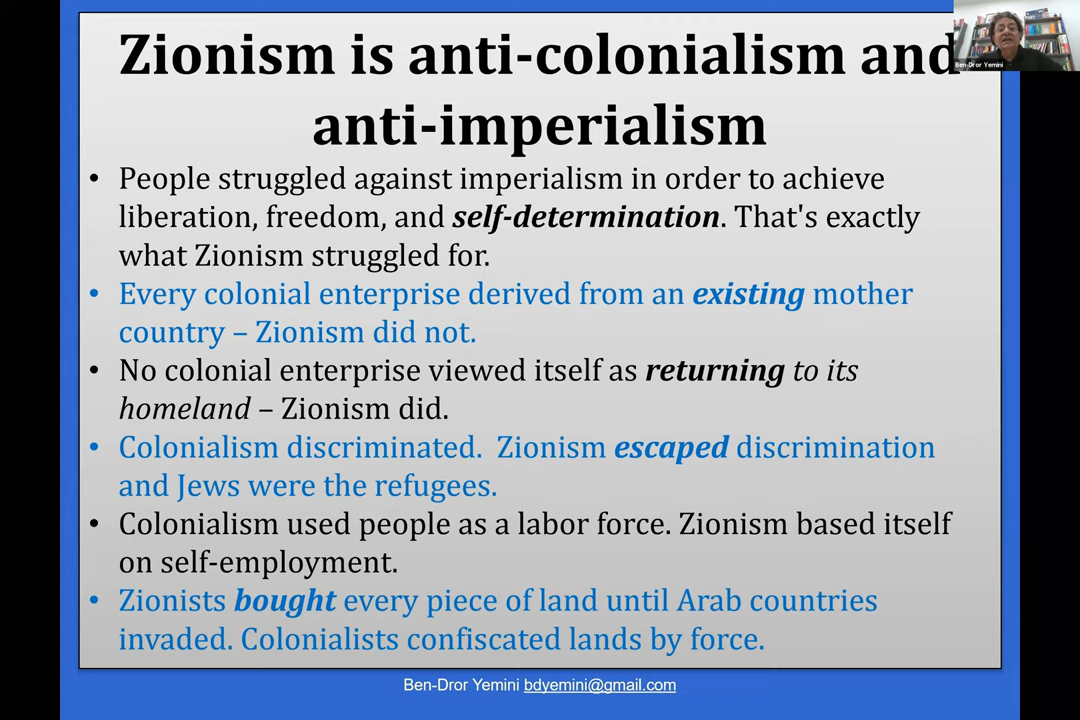 Zionism is anti-colonialism and
anti-imperialism
Ben-Dror Yemini
• People struggled against imperialism in order to achieve
liberation, freedom, and self-determination. That's exactly
what Zionism struggled for.
• Every colonial enterprise derived from an existing mother
country – Zionism did not.
• No colonial enterprise viewed itself as returning to its
homeland – Zionism did.
• Colonialism discriminated.  Zionism escaped discrimination
and Jews were the refugees.
• Colonialism used people as a labor force. Zionism based itself
on self-employment.
• Zionists bought every piece of land until Arab countries
invaded. Colonialists confiscated lands by force.
Ben-Dror Yemini bdyemini@gmail.com